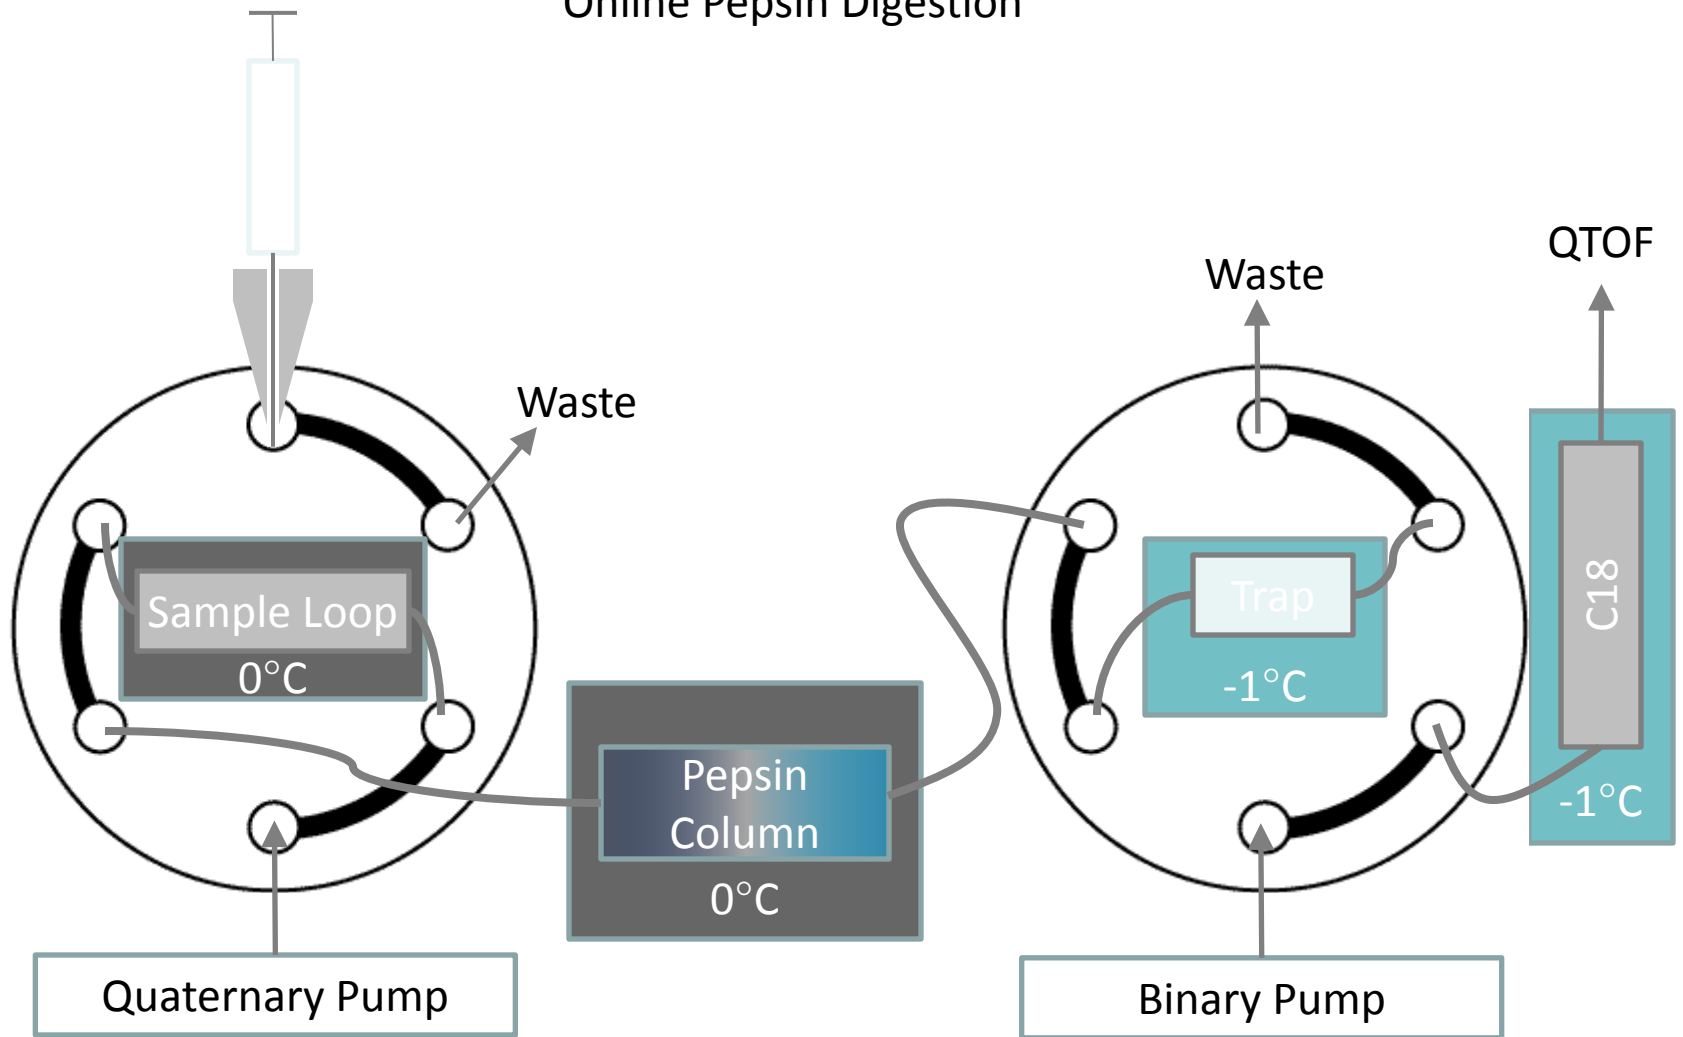 Online Pepsin Digestion
QTOF
Waste
Waste
C18
Sample Loop
Trap
0°C
-1°C
Pepsin
Column
-1°C
0°C
Quaternary Pump
Binary Pump